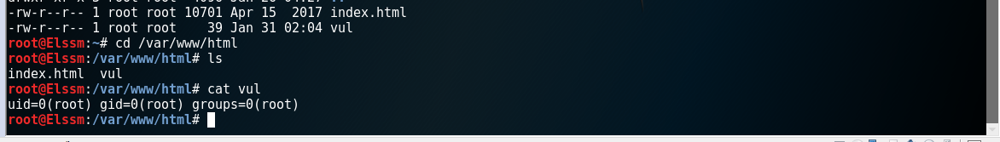 -rw-r--r-- 1 root root 10701 Apr 15  2017 index.html
-rw-r--r-- 1 root root    39 Jan 31 02:04 vul
root@Elssm:~# cd /var/www/html
root@Elssm:/var/www/html# ls
index.html  vul
root@Elssm:/var/www/html# cat vul
uid=0(root) gid=0(root) groups=0(root)
root@Elssm:/var/www/html#